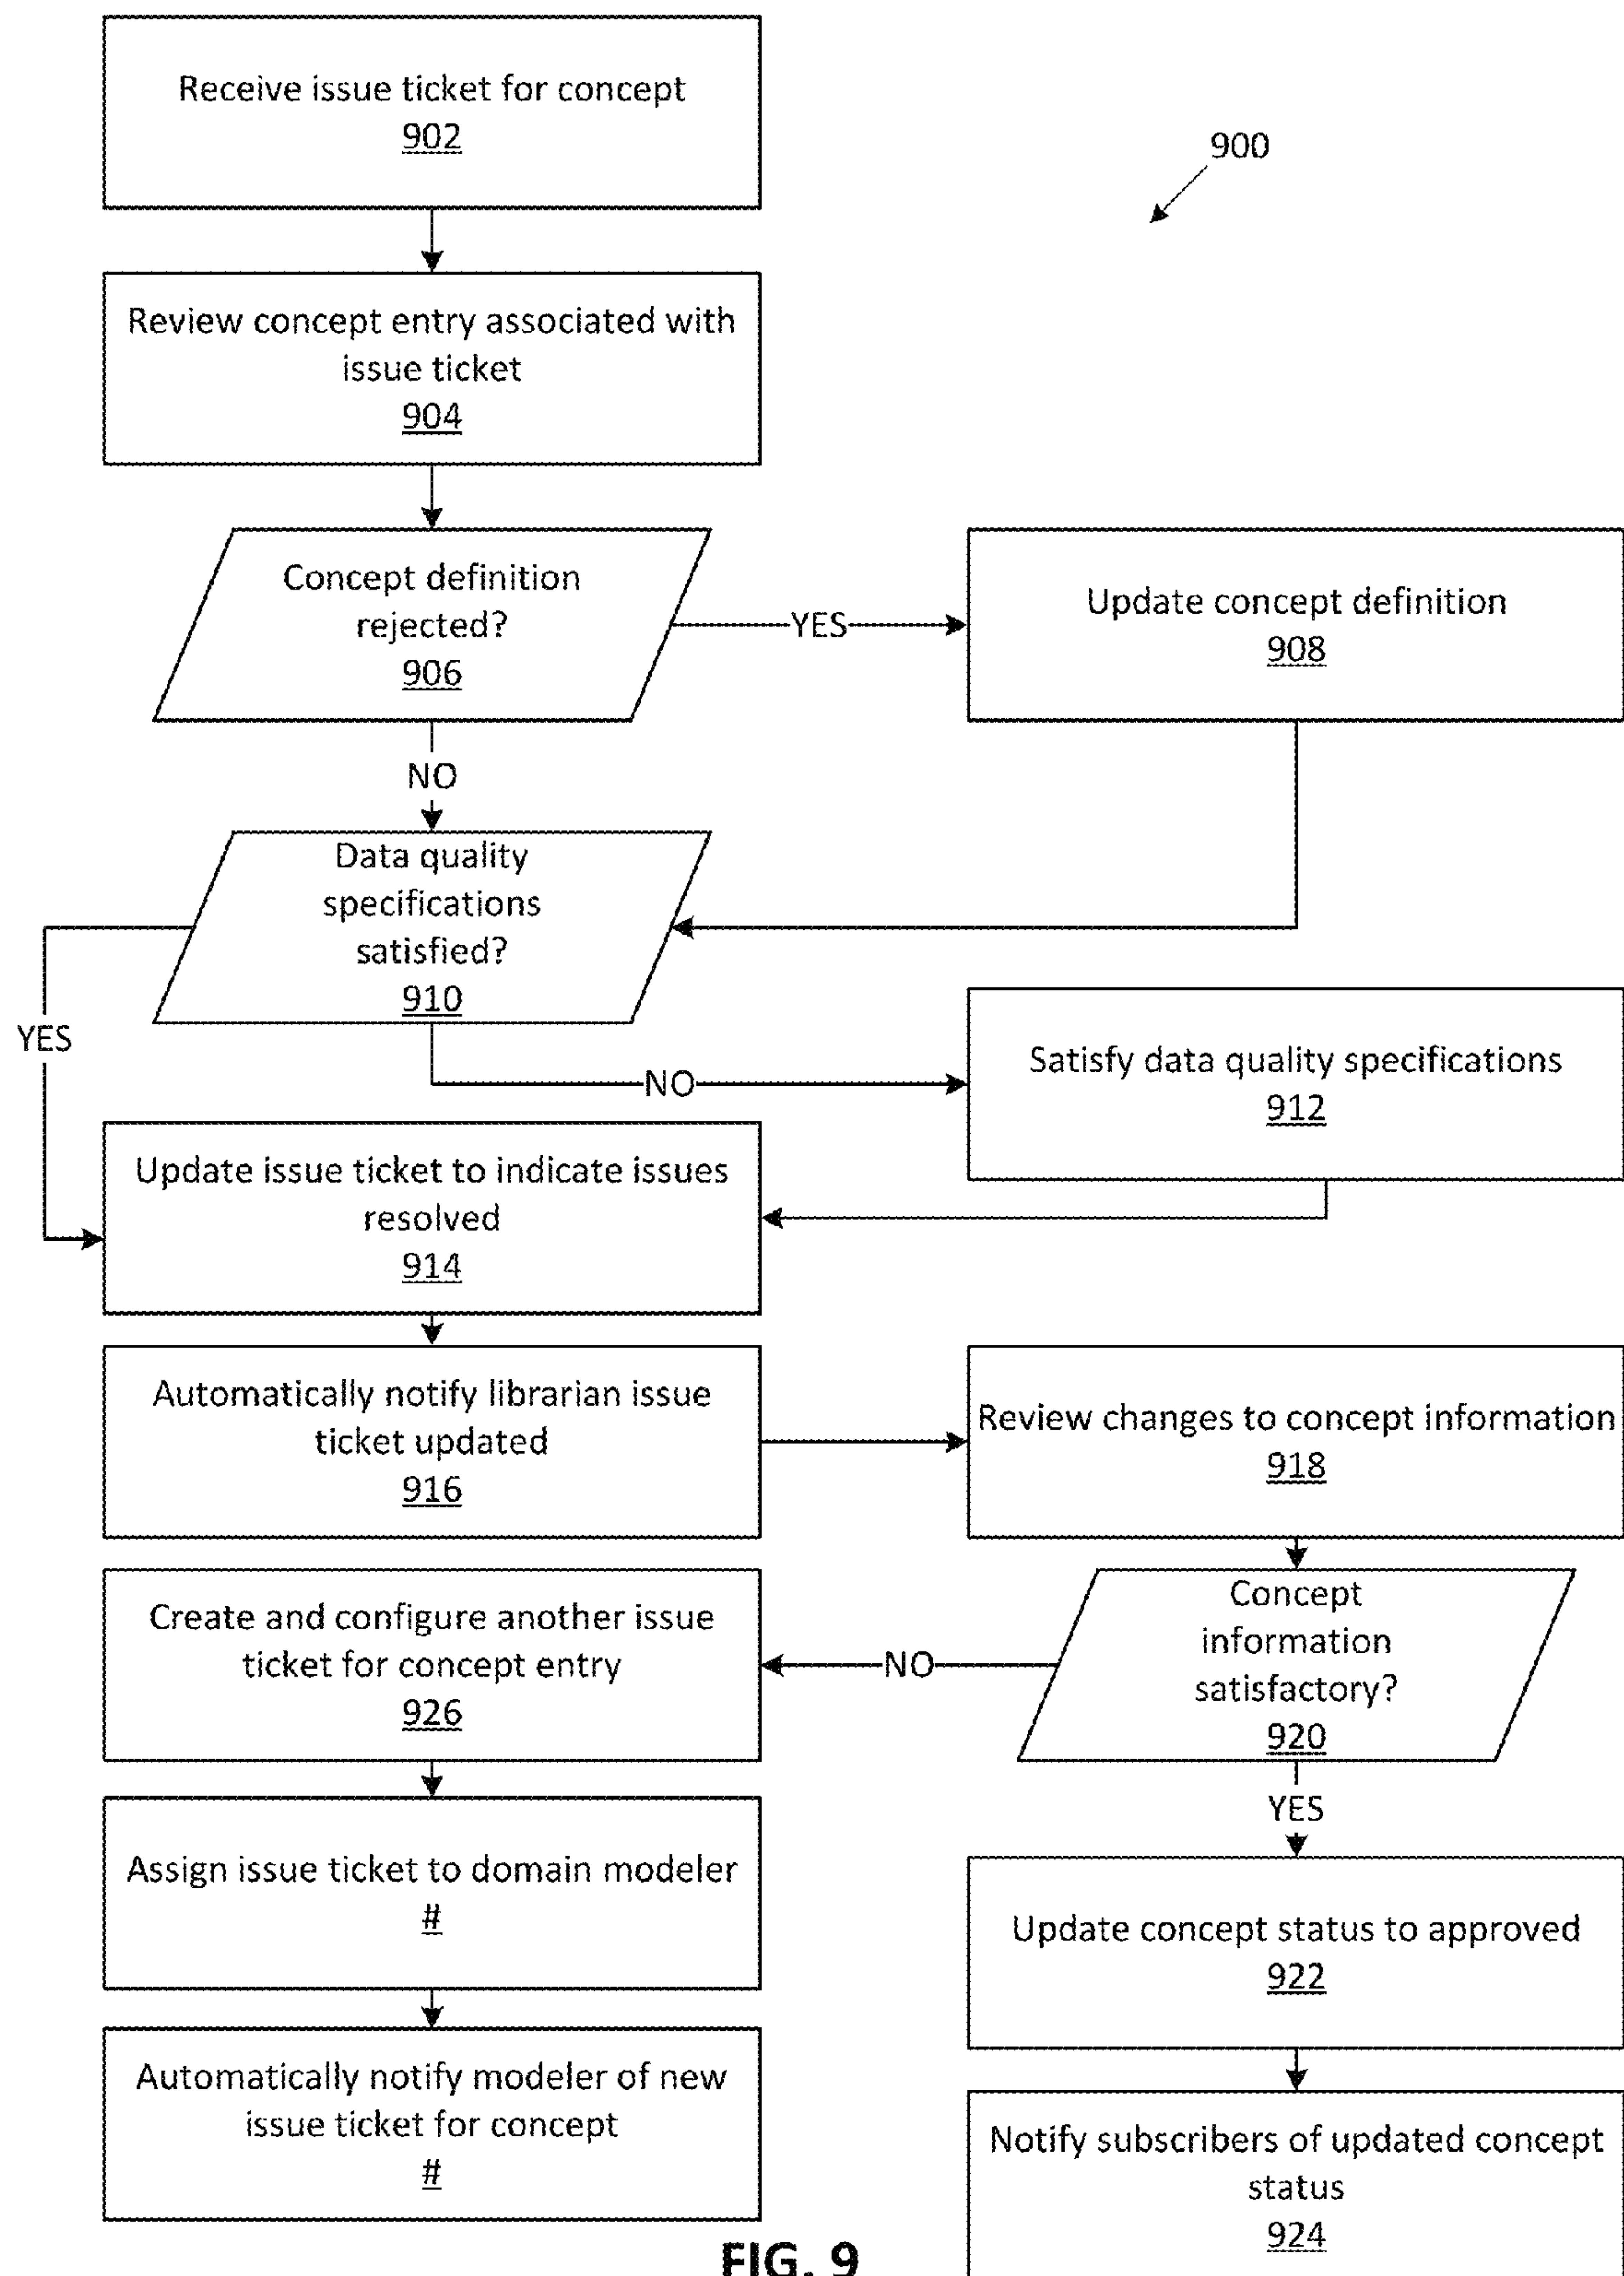 Receive issue ticket for concept
902
900
Review concept entry associated with
issue ticket
904
Concept definition
rejected?
906
YES
Update concept definition
908
NO
Data quality
specifications
satisfied?
910
YES
NO
Satisfy data quality specifications
912
Update issue ticket to indicate issues
resolved
914
Automatically notify librarian issue
ticket updated
916
Review changes to concept information
918
Concept
information
satisfactory?
920
NO
Create and configure another issue
ticket for concept entry
926
YES
Assign issue ticket to domain modeler
#
Update concept status to approved
922
Automatically notify modeler of new
issue ticket for concept
#
Notify subscribers of updated concept
status
924
FIG. 9